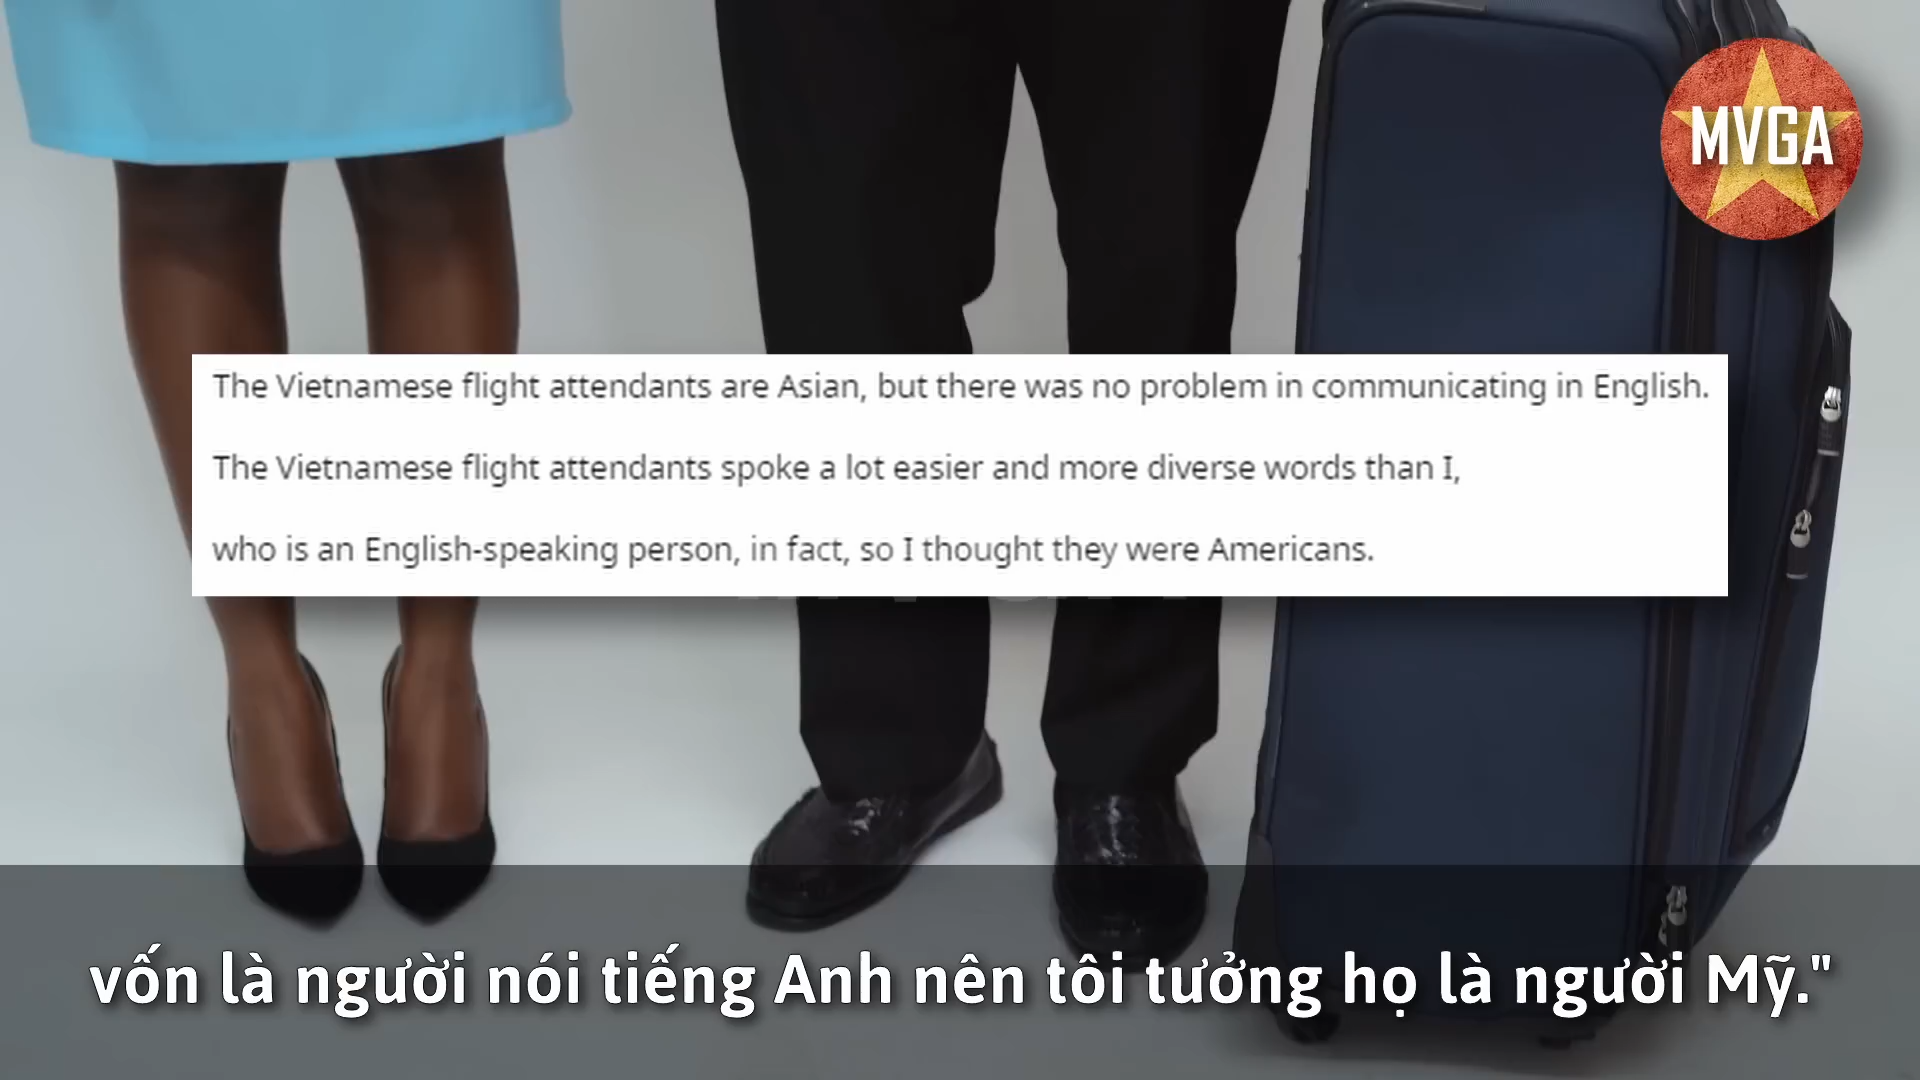 MVGA
The Vietnamese flight attendants are Asian, but there was no problem in communicating in English.
The Vietnamese flight attendants spoke a lot easier and more diverse words than I,
who is an English-speaking person, in fact, so I thought they were Americans.
vốn là người nói tiếng Anh nên tôi tưởng họ là người Mỹ."